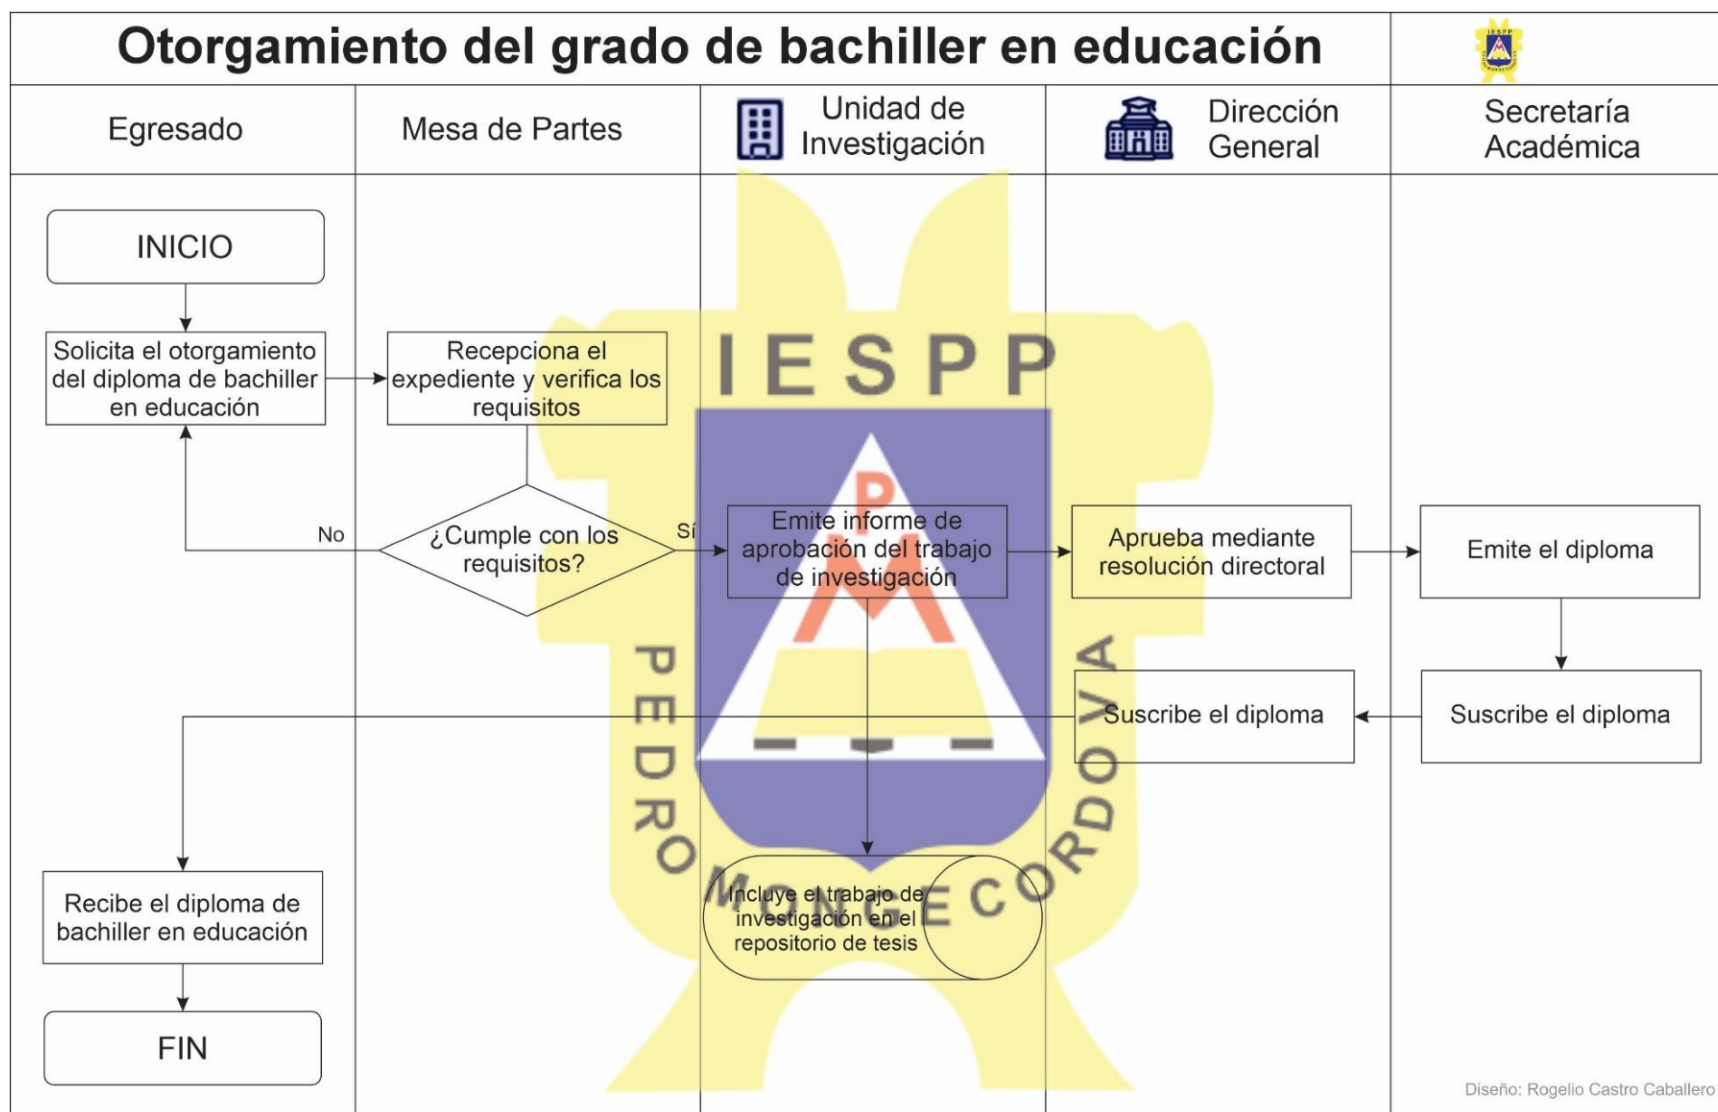 Otorgamiento del grado de bachiller en educación
IESPP
Egresado
Mesa de Partes
Unidad de
Investigación
Dirección
General
Secretaría
Académica
INICIO
Solicita el otorgamiento
del diploma de bachiller
en educación
Recepciona el
expediente y verifica los
requisitos
IESPP
P
No
¿Cumple con los
requisitos?
Sí
Emite informe de
aprobación del trabajo
de investigación
Aprueba mediante
resolución directoral
Emite el diploma
Suscribe el diploma
Suscribe el diploma
PEDRO MONGE CORDOVA
Recibe el diploma de
bachiller en educación
Incluye el trabajo de
investigación en el
repositorio de tesis
FIN
Diseño: Rogelio Castro Caballero